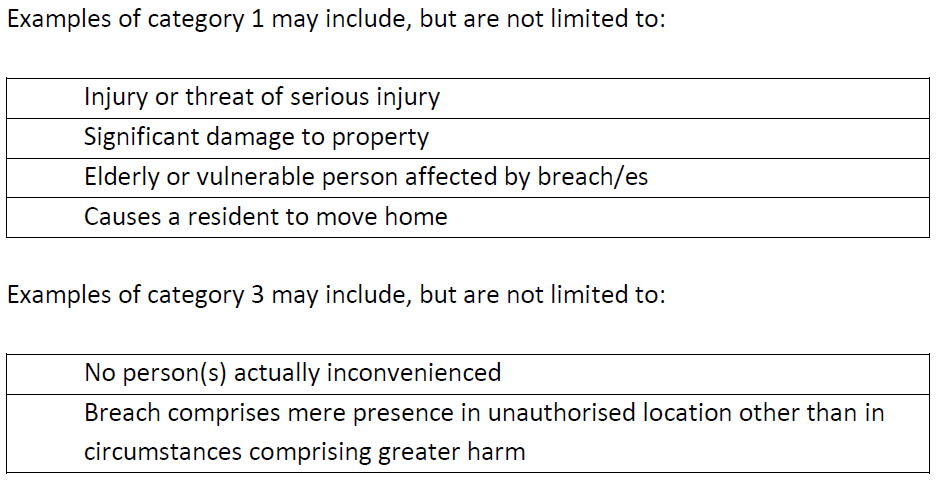 Examples of category 1 may include, but are not limited to:
Injury or threat of serious injury
Significant damage to property
Elderly or vulnerable person affected by breach/es
Causes a resident to move home
Examples of category 3 may include, but are not limited to:
No person(s) actually inconvenienced
Breach comprises mere presence in unauthorised location other than in
circumstances comprising greater harm